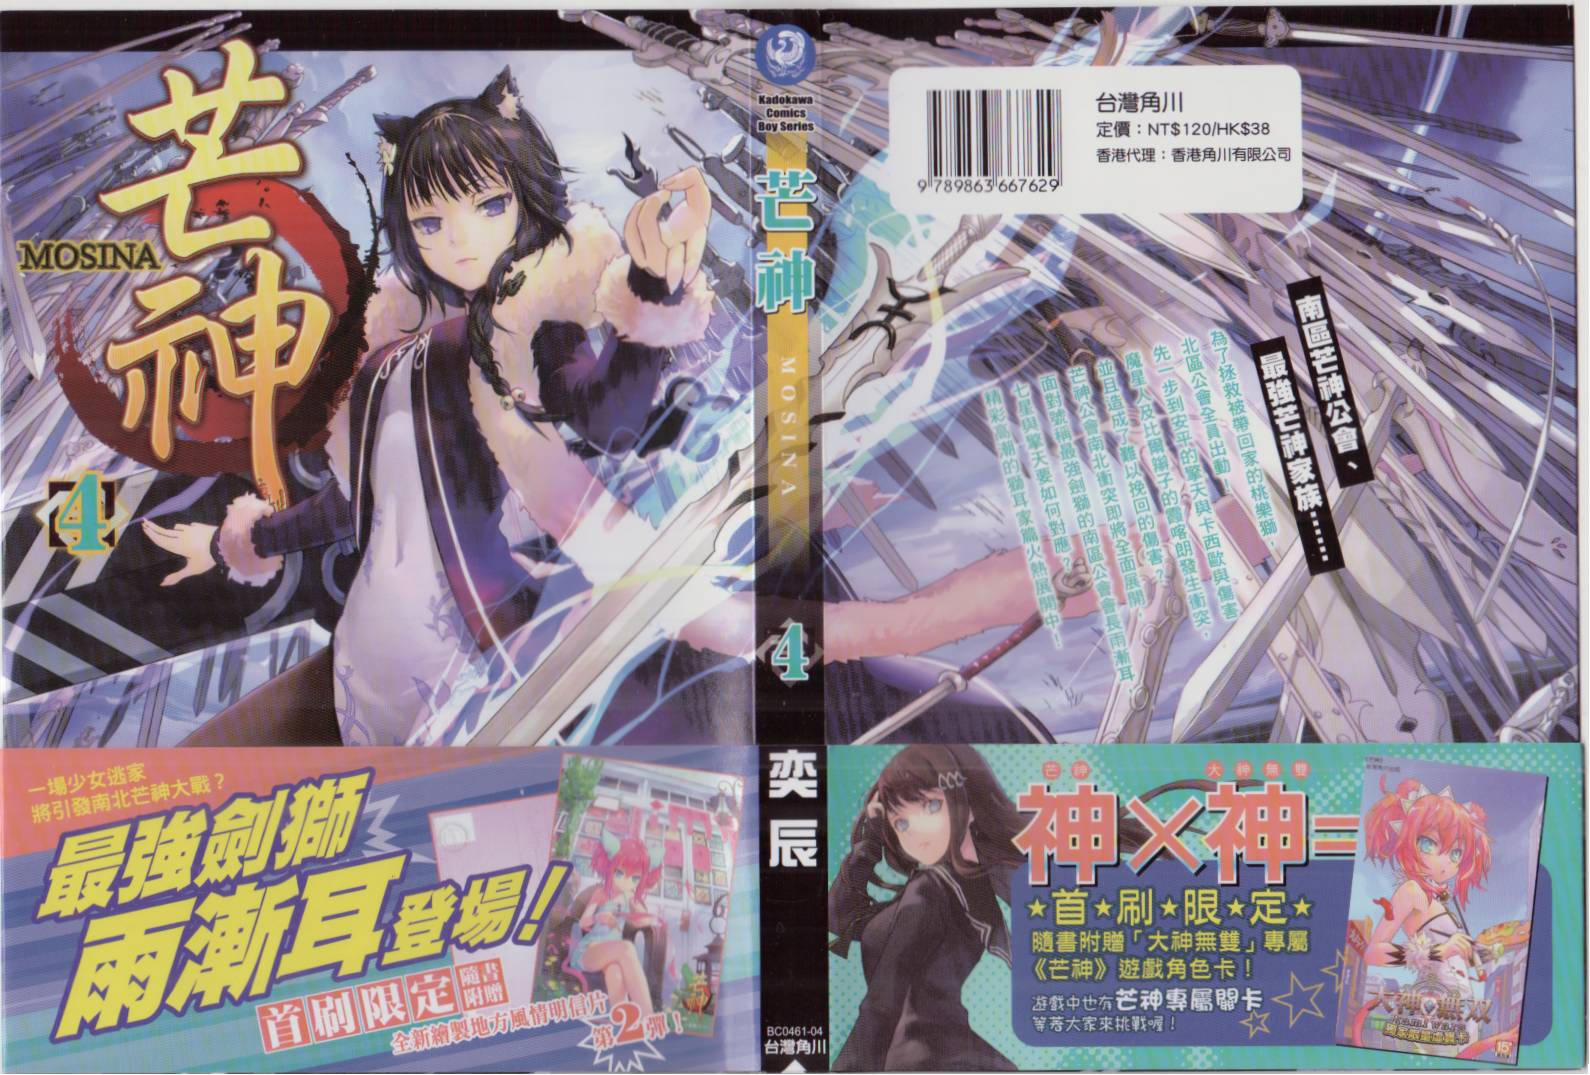 芒神
MOSINA
4
一場少女逃家
將引發南北芒神大戰？
最強劍獅
雨漸耳登場！
首刷限定
隨書
附贈
全新繪製地方風情明信片
第2彈！
Kadokawa
Comics
Boy Series
芒神
MOSINA
4
奕辰
BC0461-04
台灣角川
9 789863 667629
台灣角川
定價：NT$120/HK$38
香港代理：香港角川有限公司
南區芒神公會、
最強芒神家族……
為了拯救被帶回家的桃樂獅，
北區公會全員出動！
先一步到安平的擎天與卡西歐與傷害
魔星人及比爾辮子的雷喀朗發生衝突，
並且造成了難以挽回的傷害？
芒神公會南北衝突即將全面展開，
面對號稱最強劍獅的南區公會會長雨漸耳，
七星與擎天要如何對應？
精彩高潮的獅耳家篇火熱展開中！
芒神 大神無雙
神×神=
★首★刷★限★定★
隨書附贈「大神無雙」專屬
《芒神》遊戲角色卡！
遊戲中也有芒神專屬關卡
等著大家來挑戰喔！
大神無双